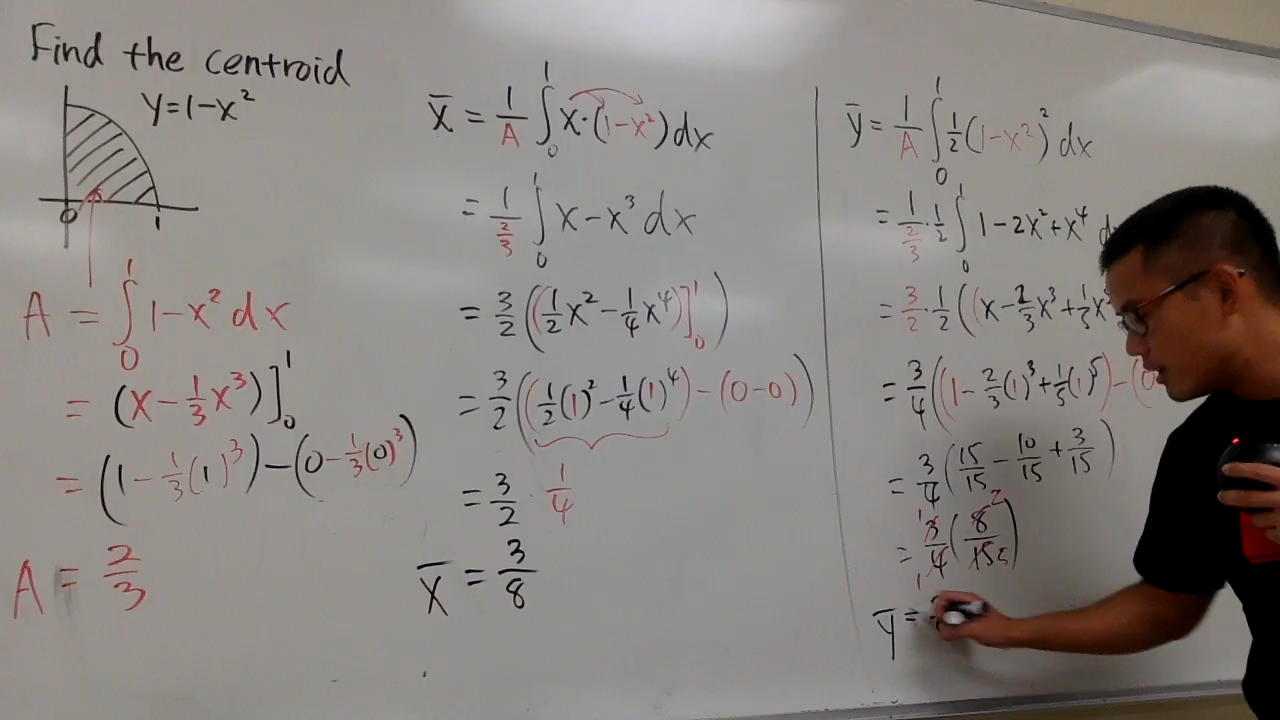 Find the centroid
y=1-x²
0 1
A = ∫₀¹ 1-x² dx
= (x-⅓x³)]₀¹
= (1-⅓(1)³)-(0-⅓(0)³)
A = 2/3
x̄ = 1/A ∫₀¹ x·(1-x²)dx
= 1/(2/3) ∫₀¹ x-x³ dx
= 3/2 ((½x²-¼x⁴)]₀¹)
= 3/2 ((½(1)²-¼(1)⁴)-(0-0))
= 3/2 · 1/4
x̄ = 3/8
ȳ = 1/A ∫₀¹ ½(1-x²)² dx
= 1/(2/3) · ½ ∫₀¹ 1-2x²+x⁴ d
= 3/2 · ½ ((x-⅔x³+⅕x
= 3/4 ((1-⅔(1)³+⅕(1)⁵)-(0
= 3/4 (15/15 - 10/15 + 3/15)
= 3/4 (8/15) 1 1 2 5
ȳ =